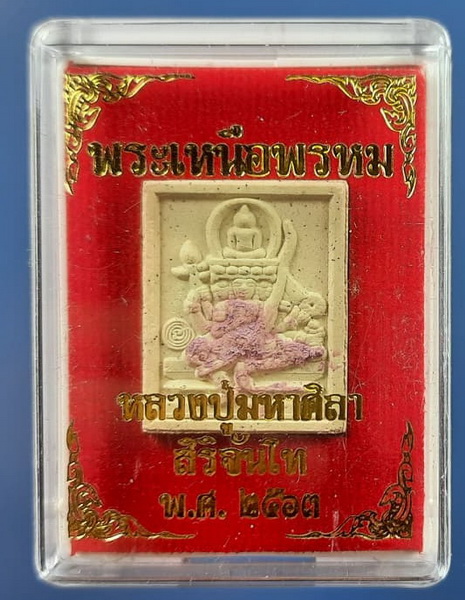 พระเหนือพรหม
หลวงปู่มหาศิลา
สิริจันโท
พ.ศ. ๒๕๖๓